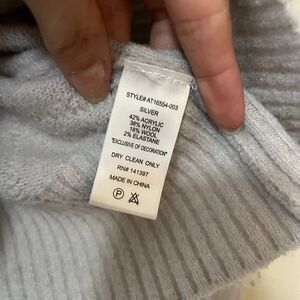 STYLE# AT16554-003
SILVER
42% ACRYLIC
38% NYLON
18% WOOL
2% ELASTANE
"EXCLUSIVE OF DECORATION"
DRY CLEAN ONLY
RN# 141397
MADE IN CHINA
P